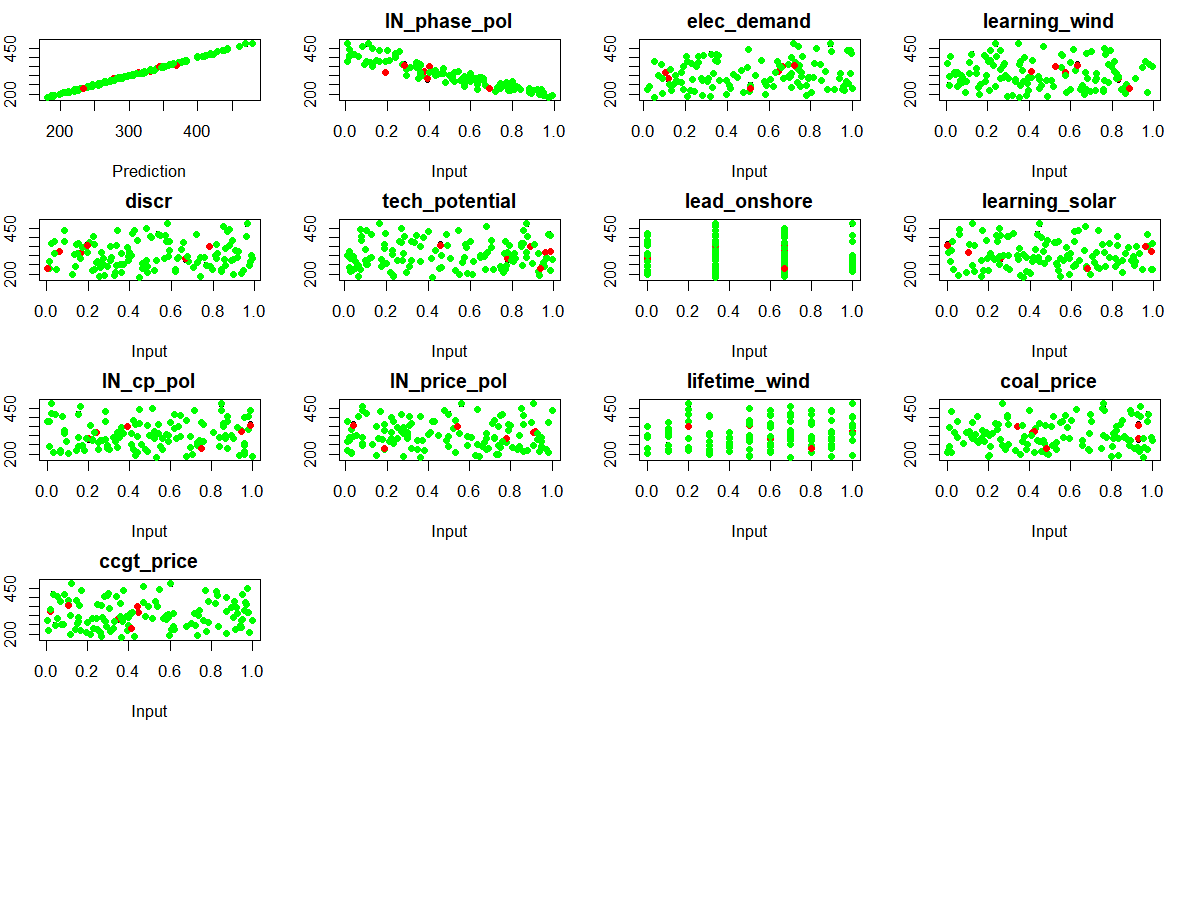 IN_phase_pol elec_demand learning_wind
200 450 200 450 200 450 200 450
200 300 400 0.0 0.2 0.4 0.6 0.8 1.0 0.0 0.2 0.4 0.6 0.8 1.0 0.0 0.2 0.4 0.6 0.8 1.0
Prediction Input Input Input
discr tech_potential lead_onshore learning_solar
200 450 200 450 200 450 200 450
0.0 0.2 0.4 0.6 0.8 1.0 0.0 0.2 0.4 0.6 0.8 1.0 0.0 0.2 0.4 0.6 0.8 1.0 0.0 0.2 0.4 0.6 0.8 1.0
Input Input Input Input
IN_cp_pol IN_price_pol lifetime_wind coal_price
200 450 200 450 200 450 200 450
0.0 0.2 0.4 0.6 0.8 1.0 0.0 0.2 0.4 0.6 0.8 1.0 0.0 0.2 0.4 0.6 0.8 1.0 0.0 0.2 0.4 0.6 0.8 1.0
Input Input Input Input
ccgt_price
200 450
0.0 0.2 0.4 0.6 0.8 1.0
Input